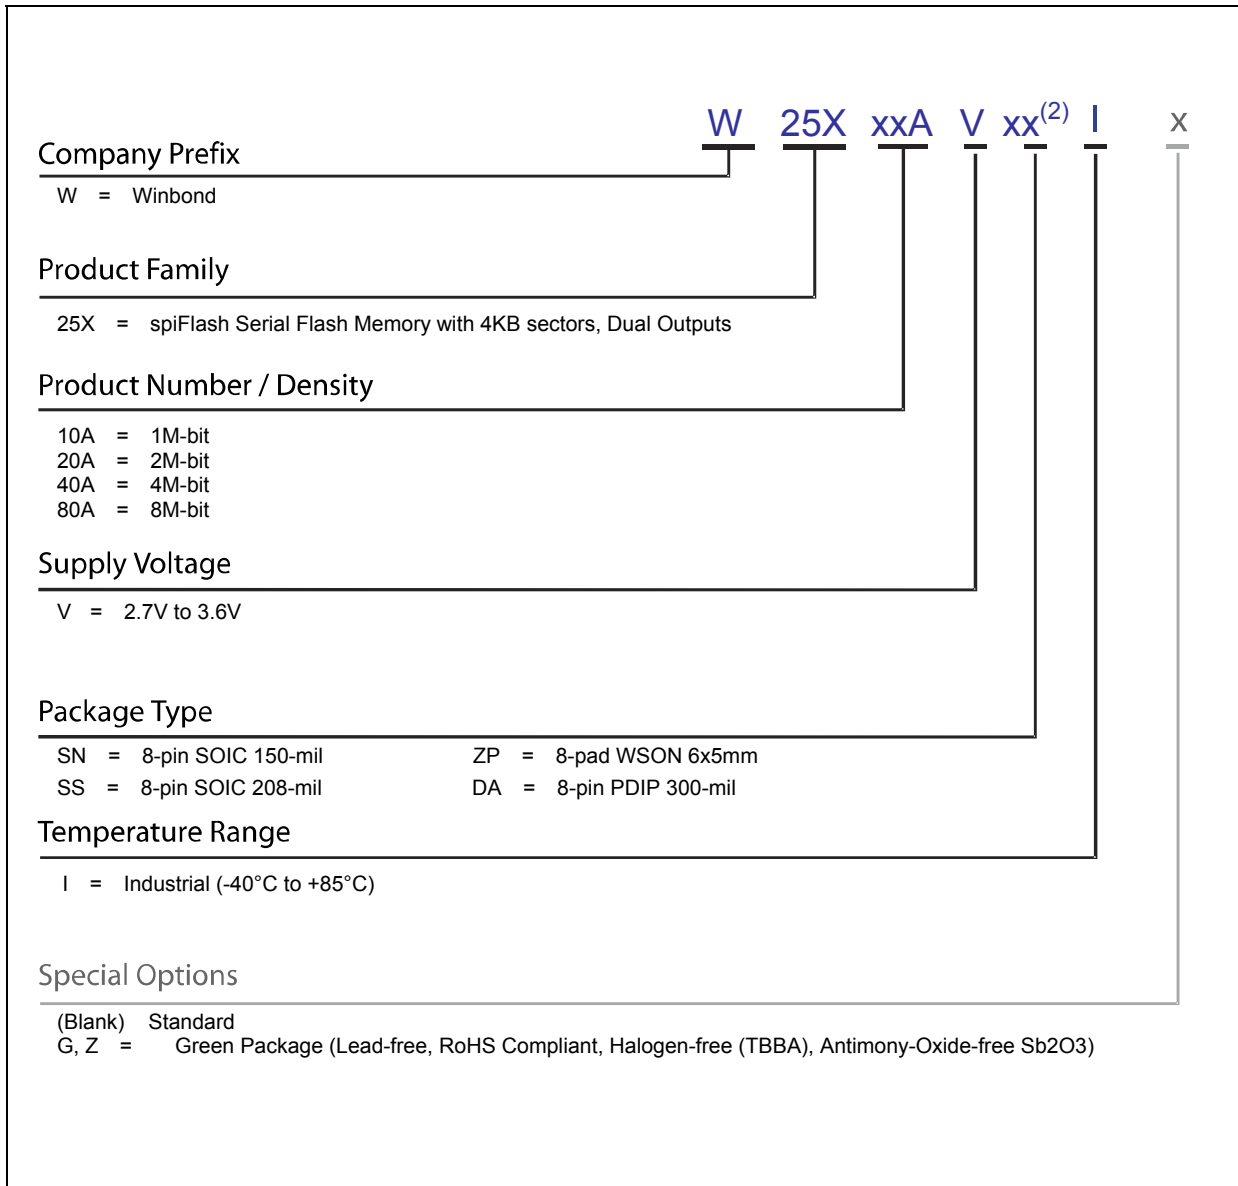 W 25X xxA V xx(2) I x
Company Prefix
W = Winbond
Product Family
25X = spiFlash Serial Flash Memory with 4KB sectors, Dual Outputs
Product Number / Density
10A = 1M-bit
20A = 2M-bit
40A = 4M-bit
80A = 8M-bit
Supply Voltage
V = 2.7V to 3.6V
Package Type
SN = 8-pin SOIC 150-mil ZP = 8-pad WSON 6x5mm
SS = 8-pin SOIC 208-mil DA = 8-pin PDIP 300-mil
Temperature Range
I = Industrial (-40°C to +85°C)
Special Options
(Blank) Standard
G, Z = Green Package (Lead-free, RoHS Compliant, Halogen-free (TBBA), Antimony-Oxide-free Sb2O3)